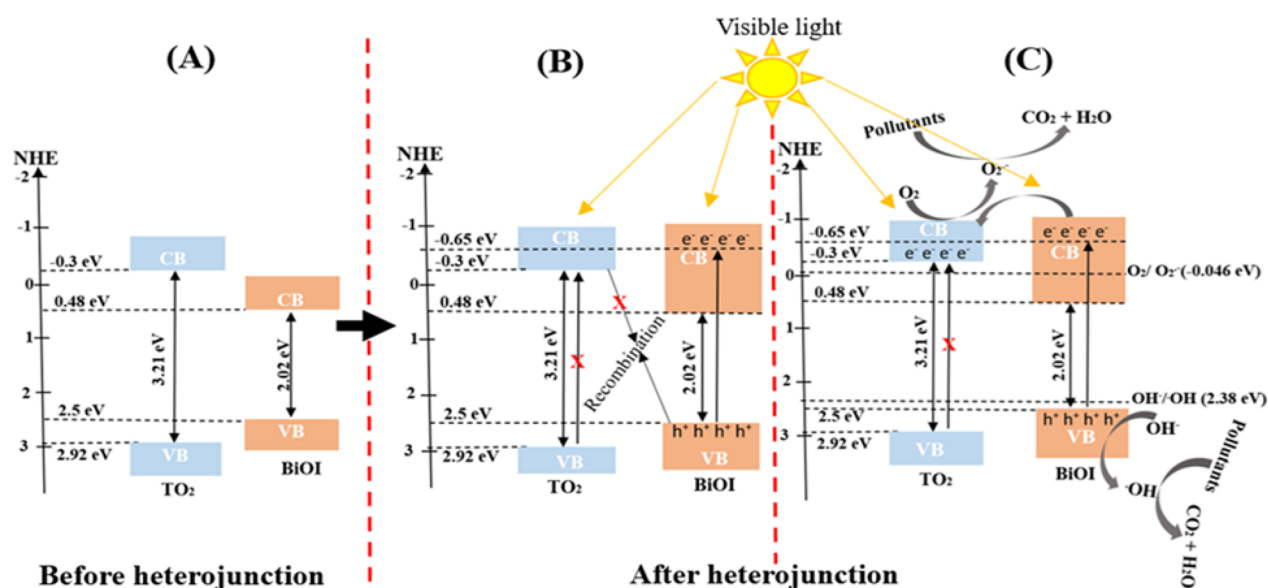 Visible light
(A)
(B)
(C)
NHE
-2
-1
-0.3 eV
0
0.48 eV
1
2
2.5 eV
3
2.92 eV
CB
3.21 eV
VB
TO₂
CB
2.02 eV
VB
BiOI
Before heterojunction
NHE
-2
-1
-0.65 eV
-0.3 eV
0
0.48 eV
1
2
2.5 eV
3
2.92 eV
CB
3.21 eV
X
X
Recombination
VB
TO₂
e⁻ e⁻ e⁻ e⁻
CB
2.02 eV
h⁺ h⁺ h⁺ h⁺
VB
BiOI
After heterojunction
NHE
-2
-1
-0.65 eV
-0.3 eV
0
0.48 eV
1
2
2.5 eV
3
2.92 eV
Pollutants
CO₂ + H₂O
O₂
O₂·⁻
CB
e⁻ e⁻ e⁻ e⁻
3.21 eV
X
VB
TO₂
e⁻ e⁻ e⁻ e⁻
CB
O₂/ O₂·⁻(-0.046 eV)
2.02 eV
OH⁻/·OH (2.38 eV)
h⁺ h⁺ h⁺ h⁺
VB
BiOI
OH⁻
·OH
Pollutants
CO₂ + H₂O